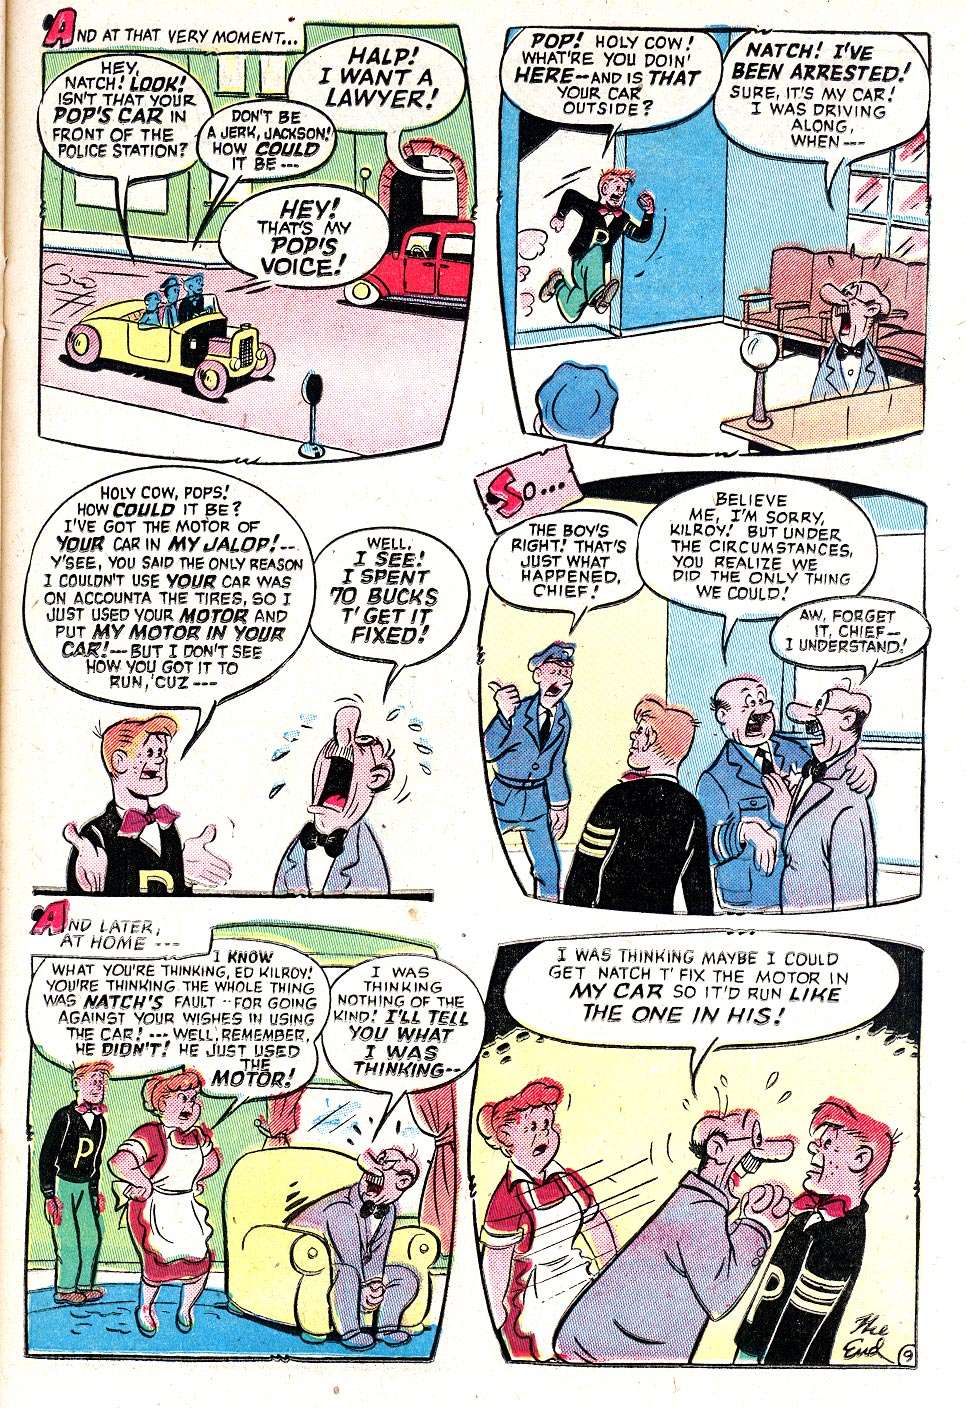 AND AT THAT VERY MOMENT...
HEY,
NATCH! LOOK!
ISN'T THAT YOUR
POP'S CAR IN
FRONT OF THE
POLICE STATION?
DON'T BE
A JERK, JACKSON!
HOW COULD
IT BE ---
HALP!
I WANT A
LAWYER!
HEY!
THAT'S MY
POP'S
VOICE!
POP! HOLY COW!
WHAT'RE YOU DOIN'
HERE--AND IS THAT
YOUR CAR
OUTSIDE?
NATCH! I'VE
BEEN ARRESTED!
SURE, IT'S MY CAR!
I WAS DRIVING
ALONG,
WHEN ---
P
HOLY COW, POPS!
HOW COULD IT BE?
I'VE GOT THE MOTOR OF
YOUR CAR IN MY JALOP!--
Y'SEE, YOU SAID THE ONLY REASON
I COULDN'T USE YOUR CAR WAS
ON ACCOUNTA THE TIRES, SO I
JUST USED YOUR MOTOR AND
PUT MY MOTOR IN YOUR
CAR!-- BUT I DON'T SEE
HOW YOU GOT IT TO
RUN, 'CUZ ---
WELL,
I SEE!
I SPENT
70 BUCKS
T' GET IT
FIXED!
P
SO...
THE BOY'S
RIGHT! THAT'S
JUST WHAT
HAPPENED,
CHIEF!
BELIEVE
ME, I'M SORRY,
KILROY! BUT UNDER
THE CIRCUMSTANCES,
YOU REALIZE WE
DID THE ONLY THING
WE COULD!
AW, FORGET
IT, CHIEF--
I UNDERSTAND!
AND LATER,
AT HOME ---
I KNOW
WHAT YOU'RE THINKING, ED KILROY!
YOU'RE THINKING THE WHOLE THING
WAS NATCH'S FAULT--FOR GOING
AGAINST YOUR WISHES IN USING
THE CAR!--- WELL, REMEMBER,
HE DIDN'T! HE JUST USED
THE
MOTOR!
I WAS
THINKING
NOTHING OF THE
KIND! I'LL TELL
YOU WHAT
I WAS
THINKING--
P
I WAS THINKING MAYBE I COULD
GET NATCH T' FIX THE MOTOR IN
MY CAR SO IT'D RUN LIKE
THE ONE IN HIS!
P
The
End
9